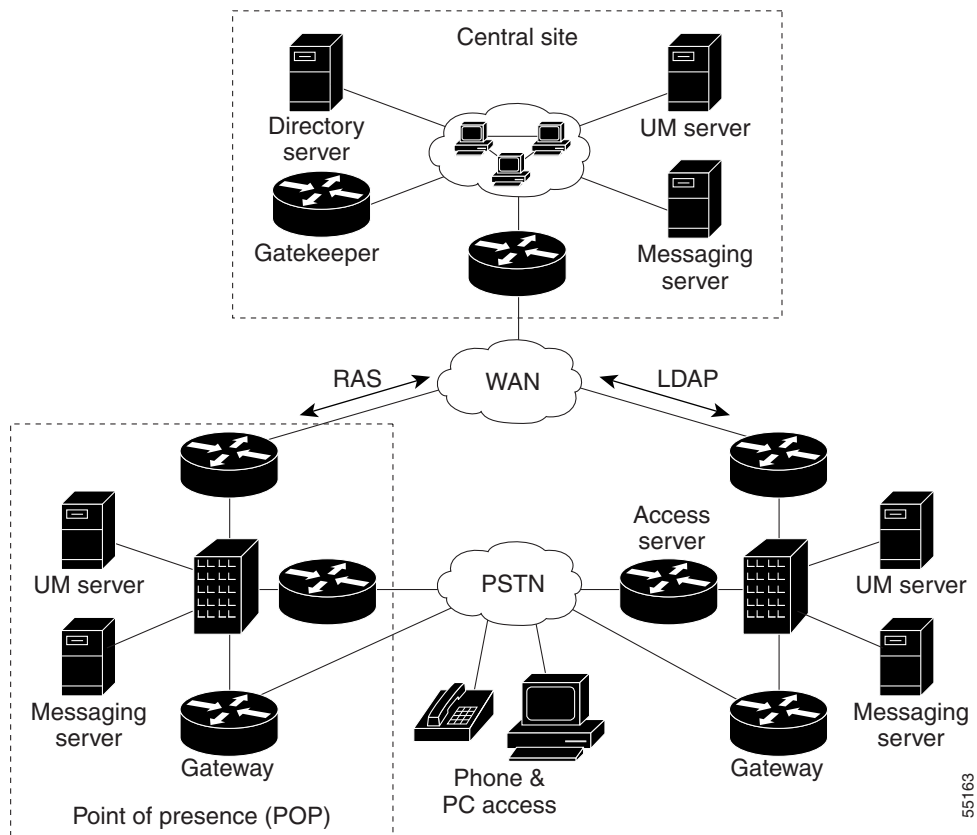 Central site
Directory
server
UM server
Gatekeeper
Messaging
server
RAS
WAN
LDAP
Access
server
UM server
PSTN
UM server
Messaging
server
Gateway
Phone &
PC access
Gateway
Messaging
server
Point of presence (POP)
55163